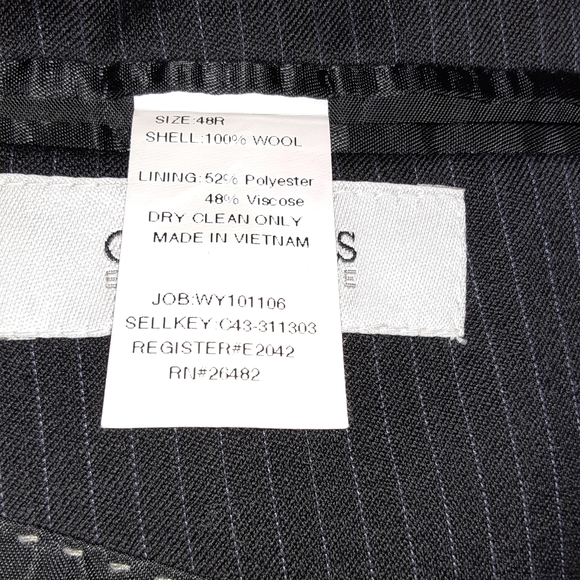 SIZE:48R
SHELL:100% WOOL
LINING:52% Polyester
48% Viscose
DRY CLEAN ONLY
MADE IN VIETNAM
JOB:WY101106
SELLKEY:C43-311303
REGISTER#E2042
RN#26482